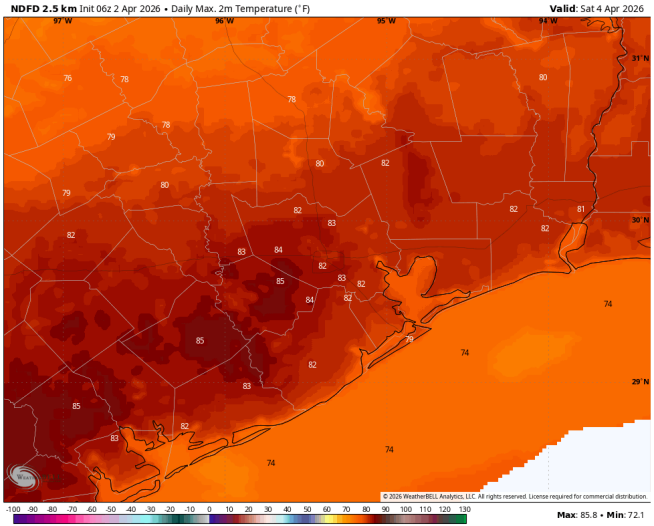 NDFD 2.5 km Init 06z 2 Apr 2026 • Daily Max. 2m Temperature (°F) Valid: Sat 4 Apr 2026
97°W 96°W 95°W 94°W
31°N
76 78 80
78
79 78
80 82
79 80
82 82 81
30°N
82 83 82
83 84
82
85 83 82
84 82
74
85 79
74
82
29°N
83
85
82
83
74 74
© 2026 WeatherBELL Analytics, LLC. All rights reserved. License required for commercial distribution.
-100 -90 -80 -70 -60 -50 -40 -30 -20 -10 0 10 20 30 40 50 60 70 80 90 100 110 120 130
Max: 85.8 • Min: 72.1